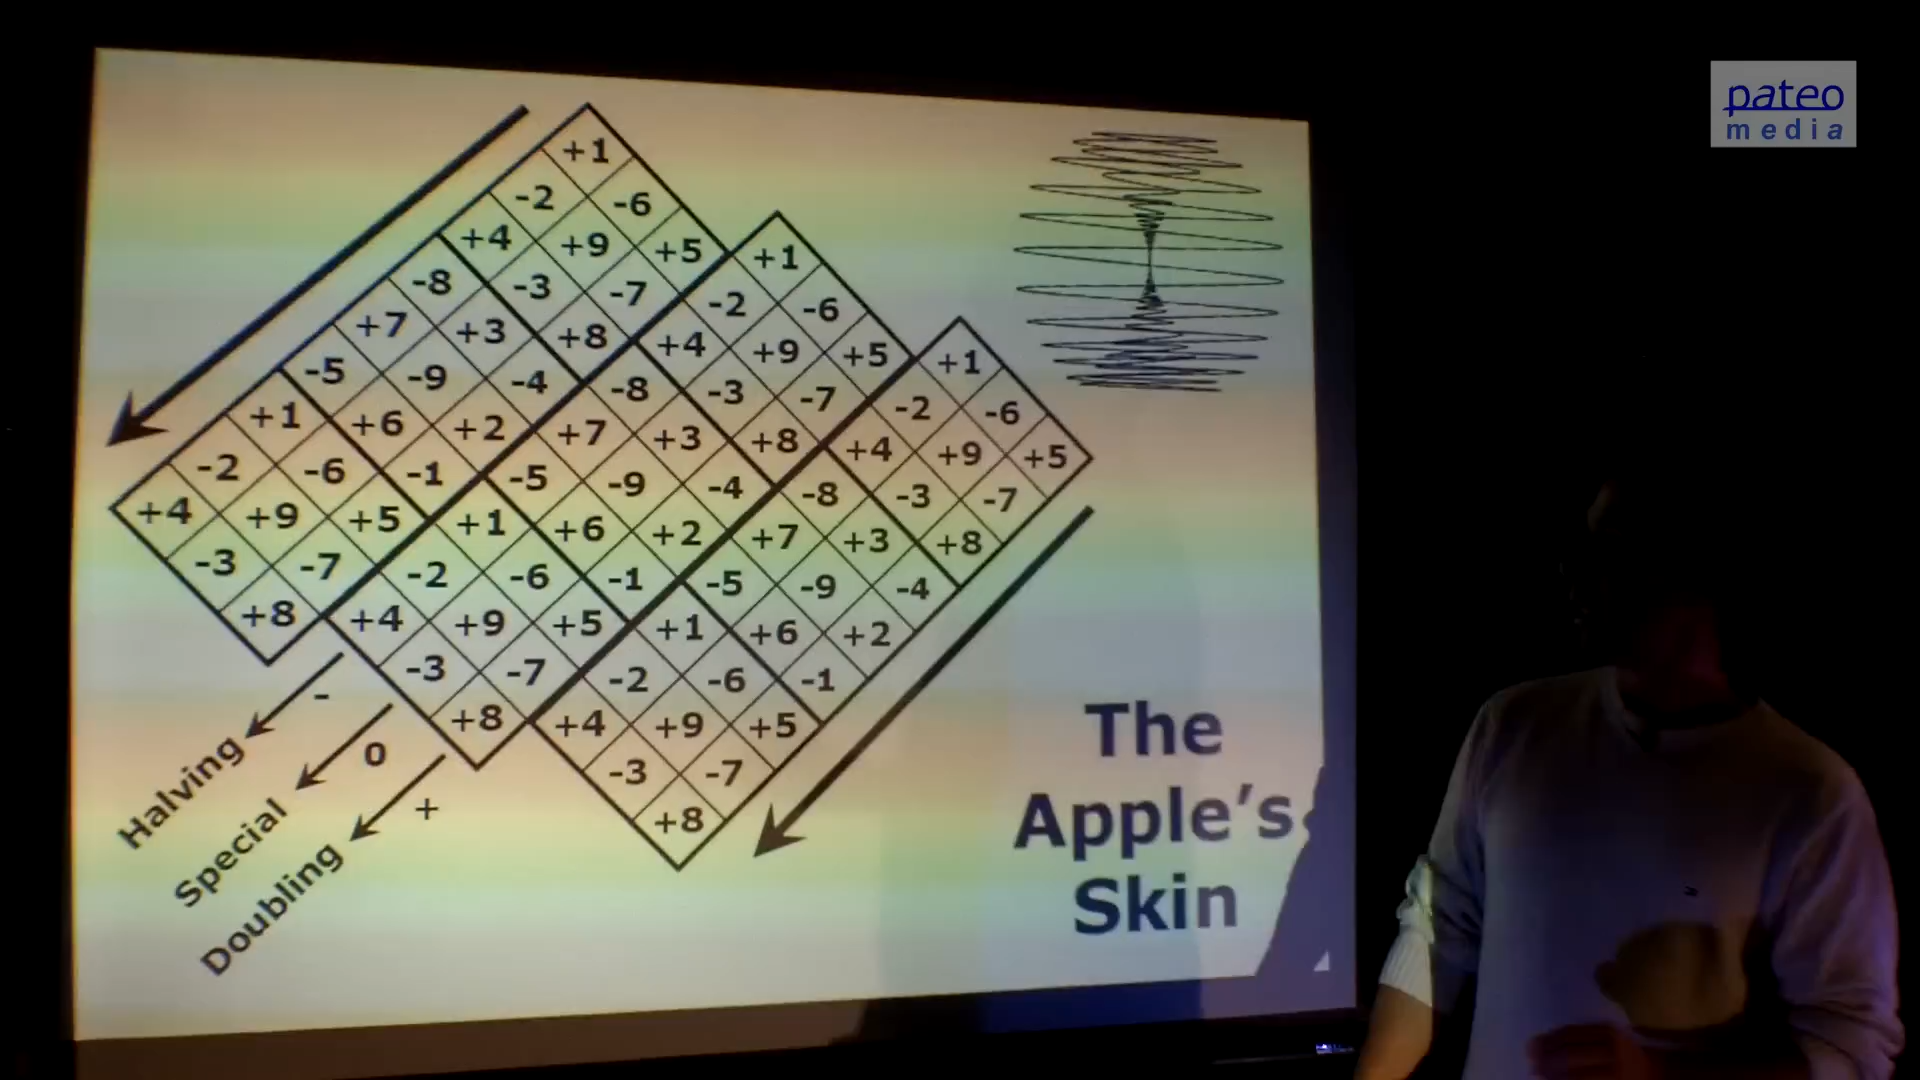 pateo
media
+1 -2 +4 -8 +7 -5 +1 -2 +4
-6 +9 -3 +3 -9 +6 -6 +9 -3
+5 -7 +8 -4 +2 -1 +5 -7 +8
+1 -2 +4 -8 +7 -5 +1 -2 +4
-6 +9 -3 +3 -9 +6 -6 +9 -3
+5 -7 +8 -4 +2 -1 +5 -7 +8
+1 -2 +4 -8 +7 -5 +1 -2 +4
-6 +9 -3 +3 -9 +6 -6 +9 -3
+5 -7 +8 -4 +2 -1 +5 -7 +8
- Halving
0 Special
+ Doubling
The
Apple's
Skin